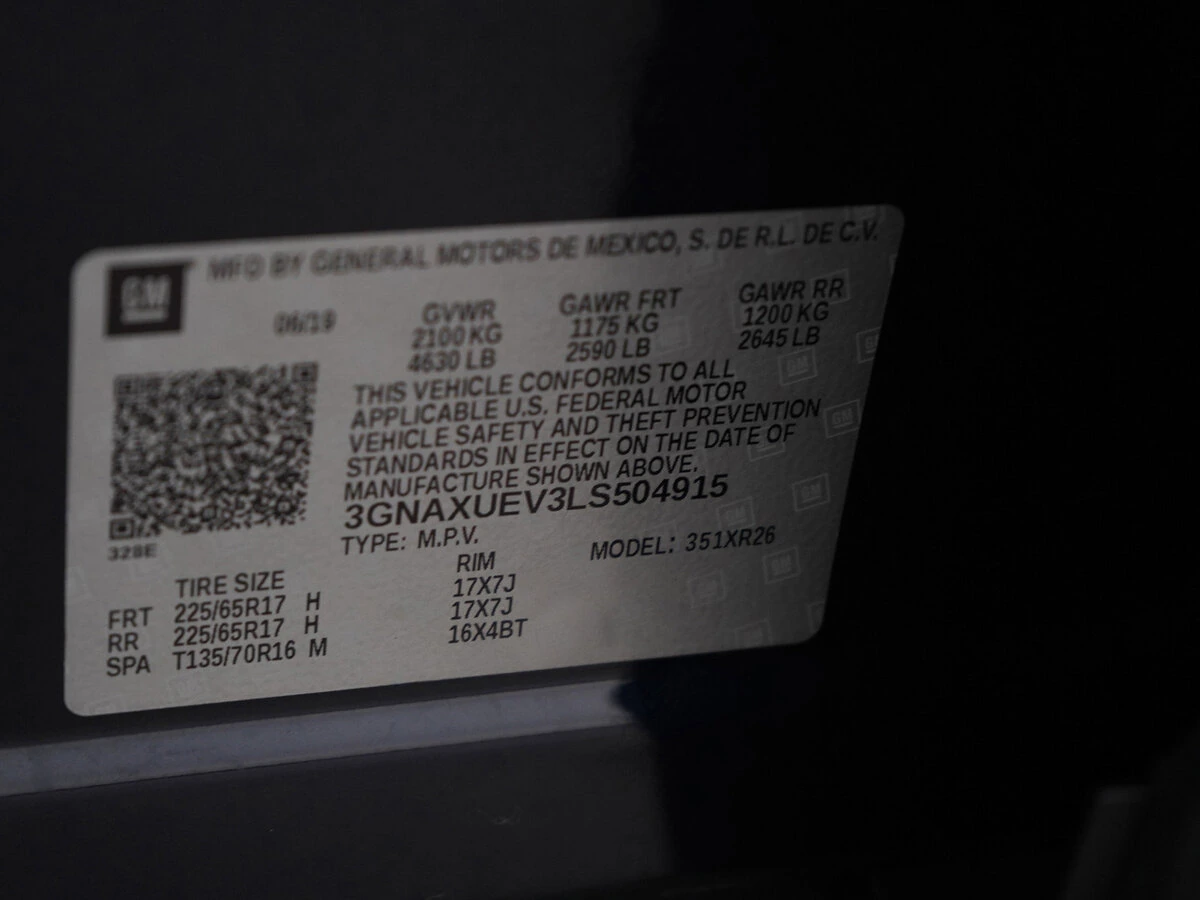 GM
MFD BY GENERAL MOTORS DE MEXICO, S. DE R.L. DE C.V.
06/19
GVWR GAWR FRT GAWR RR
2100 KG 1175 KG 1200 KG
4630 LB 2590 LB 2645 LB
THIS VEHICLE CONFORMS TO ALL
APPLICABLE U.S. FEDERAL MOTOR
VEHICLE SAFETY AND THEFT PREVENTION
STANDARDS IN EFFECT ON THE DATE OF
MANUFACTURE SHOWN ABOVE.
3GNAXUEV3LS504915
328E
TYPE: M.P.V. MODEL: 351XR26
TIRE SIZE RIM
FRT 225/65R17 H 17X7J
RR 225/65R17 H 17X7J
SPA T135/70R16 M 16X4BT